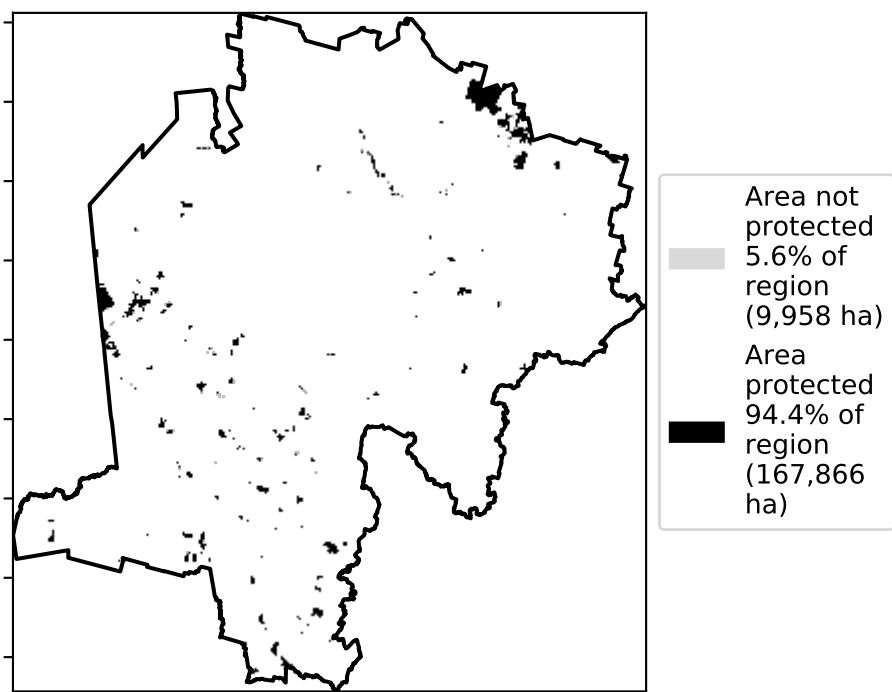 Area not
protected
5.6% of
region
(9,958 ha)
Area
protected
94.4% of
region
(167,866
ha)